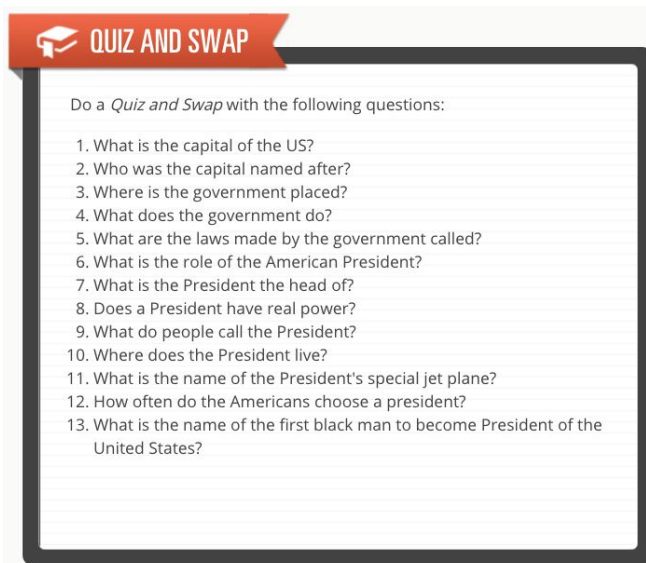 QUIZ AND SWAP
Do a Quiz and Swap with the following questions:
1. What is the capital of the US?
2. Who was the capital named after?
3. Where is the government placed?
4. What does the government do?
5. What are the laws made by the government called?
6. What is the role of the American President?
7. What is the President the head of?
8. Does a President have real power?
9. What do people call the President?
10. Where does the President live?
11. What is the name of the President's special jet plane?
12. How often do the Americans choose a president?
13. What is the name of the first black man to become President of the
United States?